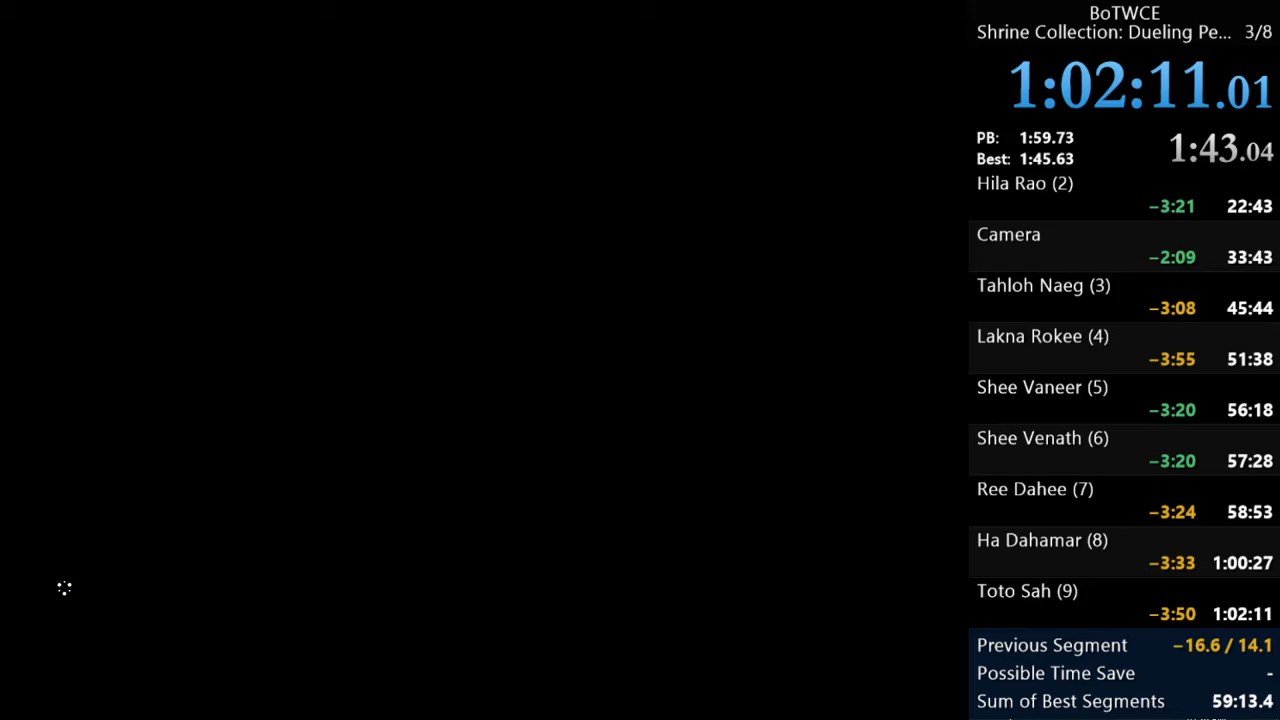 BoTWCE
Shrine Collection: Dueling Pe... 3/8
1:02:11.01
PB: 1:59.73
1:43.04
Best: 1:45.63
Hila Rao (2)
−3:21 22:43
Camera
−2:09 33:43
Tahloh Naeg (3)
−3:08 45:44
Lakna Rokee (4)
−3:55 51:38
Shee Vaneer (5)
−3:20 56:18
Shee Venath (6)
−3:20 57:28
Ree Dahee (7)
−3:24 58:53
Ha Dahamar (8)
−3:33 1:00:27
Toto Sah (9)
−3:50 1:02:11
Previous Segment −16.6 / 14.1
Possible Time Save -
Sum of Best Segments 59:13.4